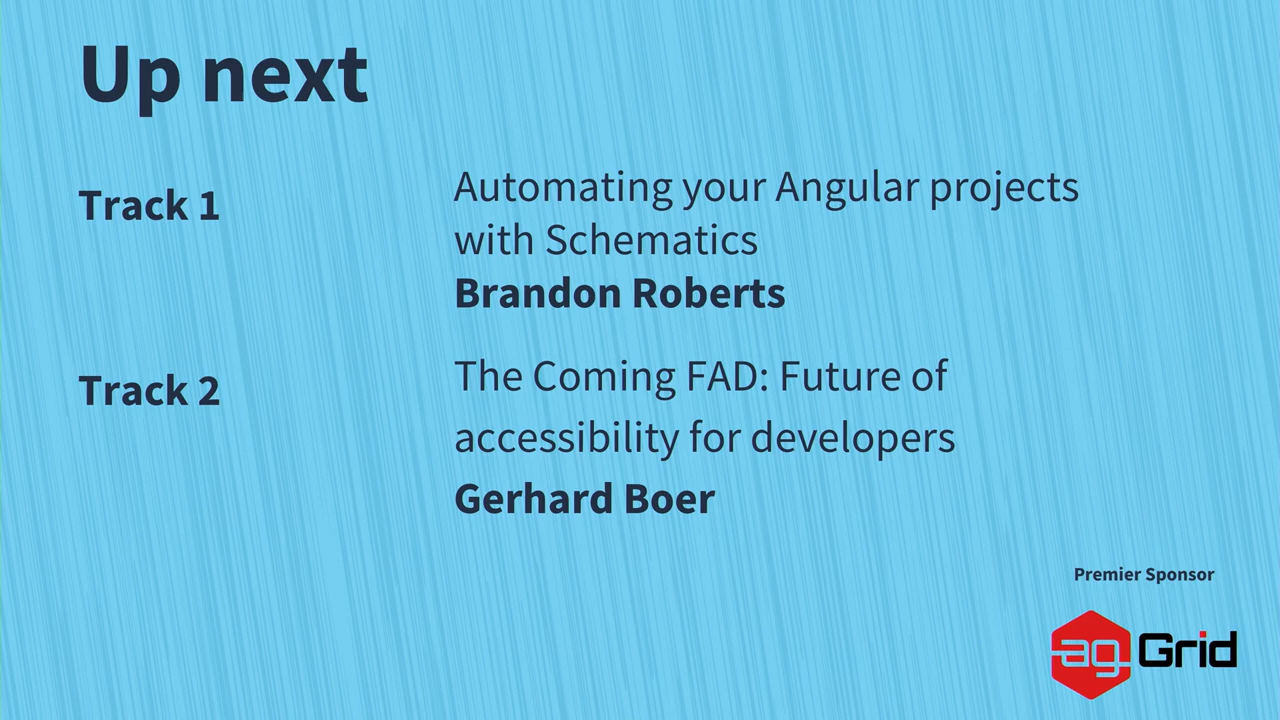 Up next
Track 1
Automating your Angular projects
with Schematics
Brandon Roberts
Track 2
The Coming FAD: Future of
accessibility for developers
Gerhard Boer
Premier Sponsor
ag Grid